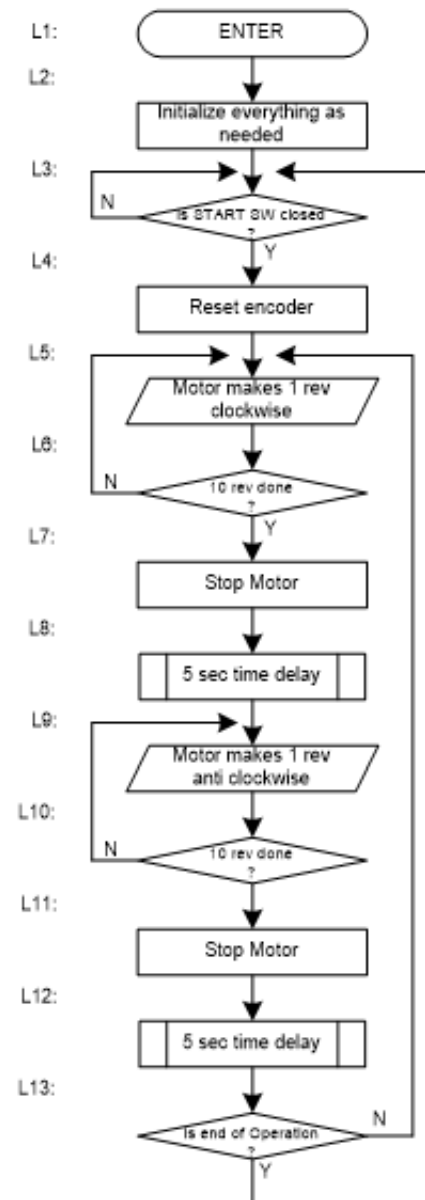 L1:
ENTER
L2:
Initialize everything as
needed
L3:
N
Is START SW closed
?
Y
L4:
Reset encoder
L5:
Motor makes 1 rev
clockwise
L6:
N
10 rev done
?
Y
L7:
Stop Motor
L8:
5 sec time delay
L9:
Motor makes 1 rev
anti clockwise
L10:
N
10 rev done
?
L11:
Stop Motor
L12:
5 sec time delay
L13:
N
Is end of Operation
?
Y